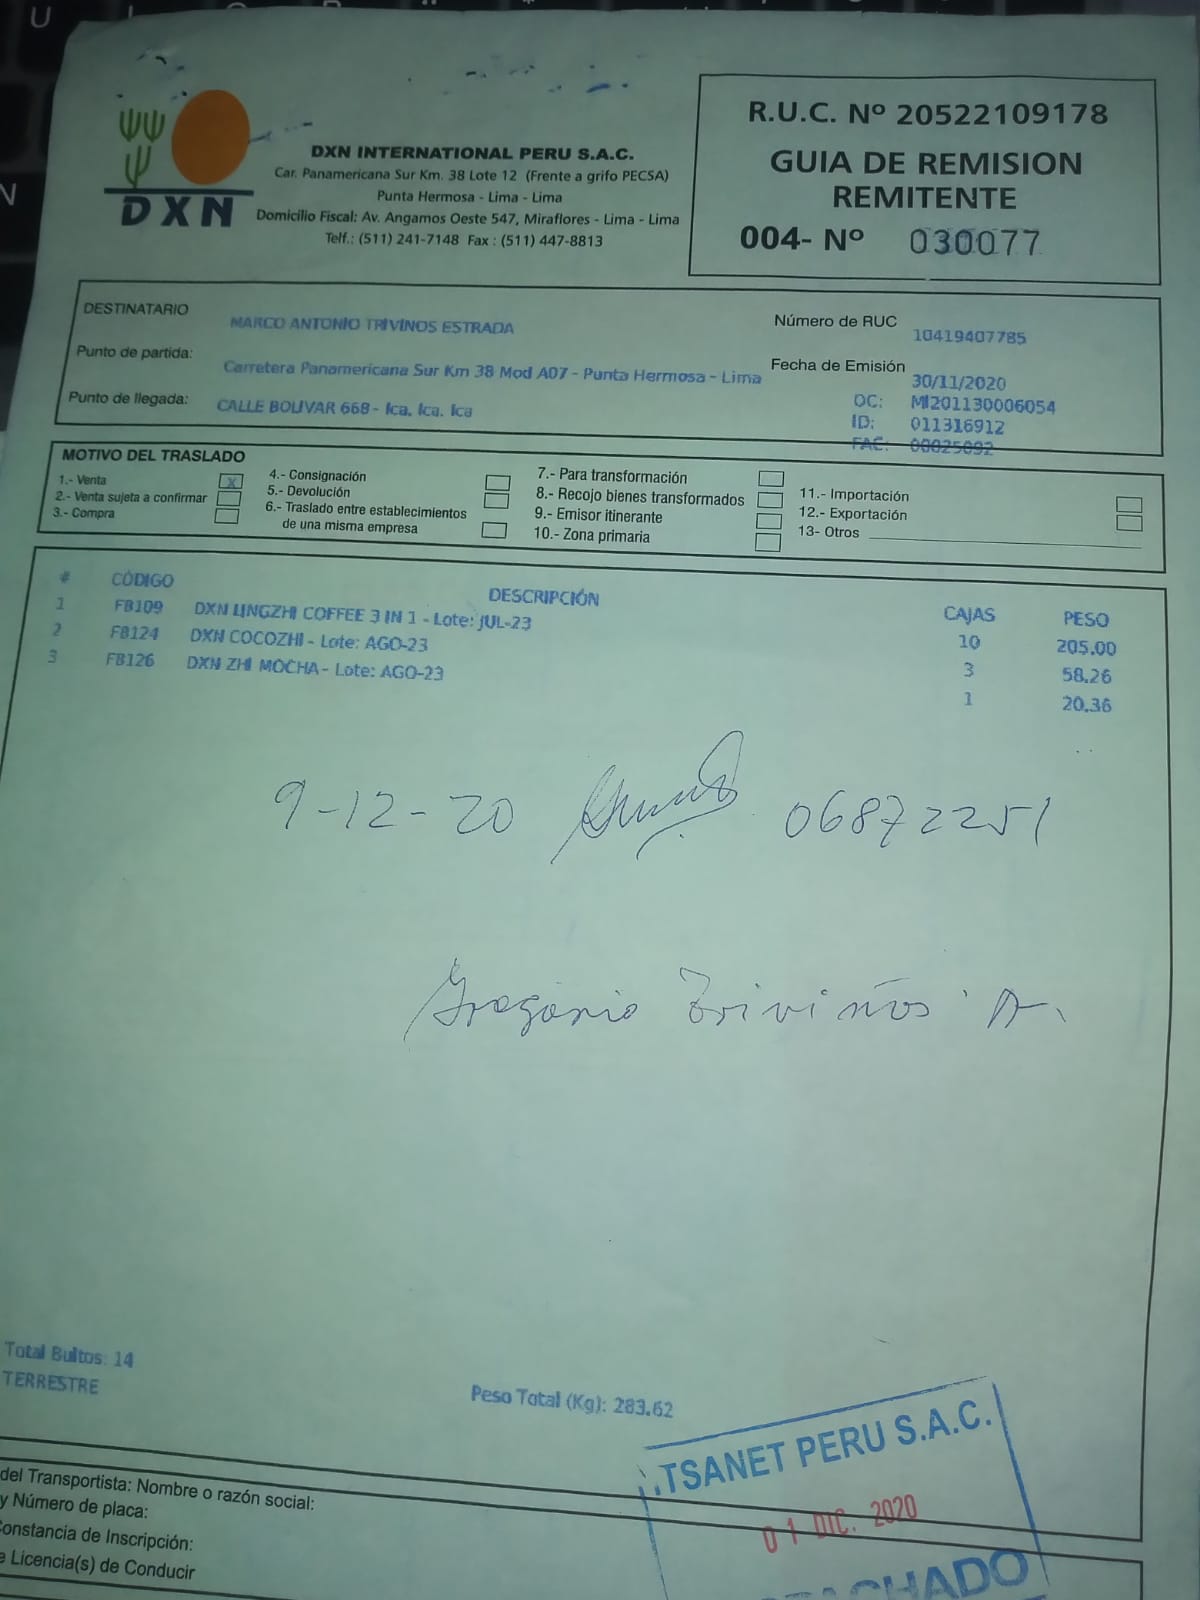 DXN
DXN INTERNATIONAL PERU S.A.C.
Car. Panamericana Sur Km. 38 Lote 12 (Frente a grifo PECSA)
Punta Hermosa - Lima - Lima
Domicilio Fiscal: Av. Angamos Oeste 547, Miraflores - Lima - Lima
Telf.: (511) 241-7148 Fax : (511) 447-8813
R.U.C. Nº 20522109178
GUIA DE REMISION
REMITENTE
004- Nº 030077
DESTINATARIO MARCO ANTONIO TRIVINOS ESTRADA
Número de RUC 10419407785
Punto de partida: Carretera Panamericana Sur Km 38 Mod A07 - Punta Hermosa - Lima
Fecha de Emisión 30/11/2020
Punto de llegada: CALLE BOLIVAR 668 - Ica. Ica. Ica
OC: MI201130006054
ID: 011316912
FAC: 00025092
MOTIVO DEL TRASLADO
1.- Venta X
2.- Venta sujeta a confirmar
3.- Compra
4.- Consignación
5.- Devolución
6.- Traslado entre establecimientos
de una misma empresa
7.- Para transformación
8.- Recojo bienes transformados
9.- Emisor itinerante
10.- Zona primaria
11.- Importación
12.- Exportación
13- Otros
# CÓDIGO DESCRIPCIÓN CAJAS PESO
1 FB109 DXN LINGZHI COFFEE 3 IN 1 - Lote: JUL-23 10 205.00
2 FB124 DXN COCOZHI - Lote: AGO-23 3 58.26
3 FB126 DXN ZHI MOCHA - Lote: AGO-23 1 20.36
9-12-20 06872251
Gregorio Triviños A.
Total Bultos: 14
TERRESTRE
Peso Total (Kg): 283.62
TSANET PERU S.A.C.
01 DIC. 2020
del Transportista: Nombre o razón social:
y Número de placa:
Constancia de Inscripción:
e Licencia(s) de Conducir